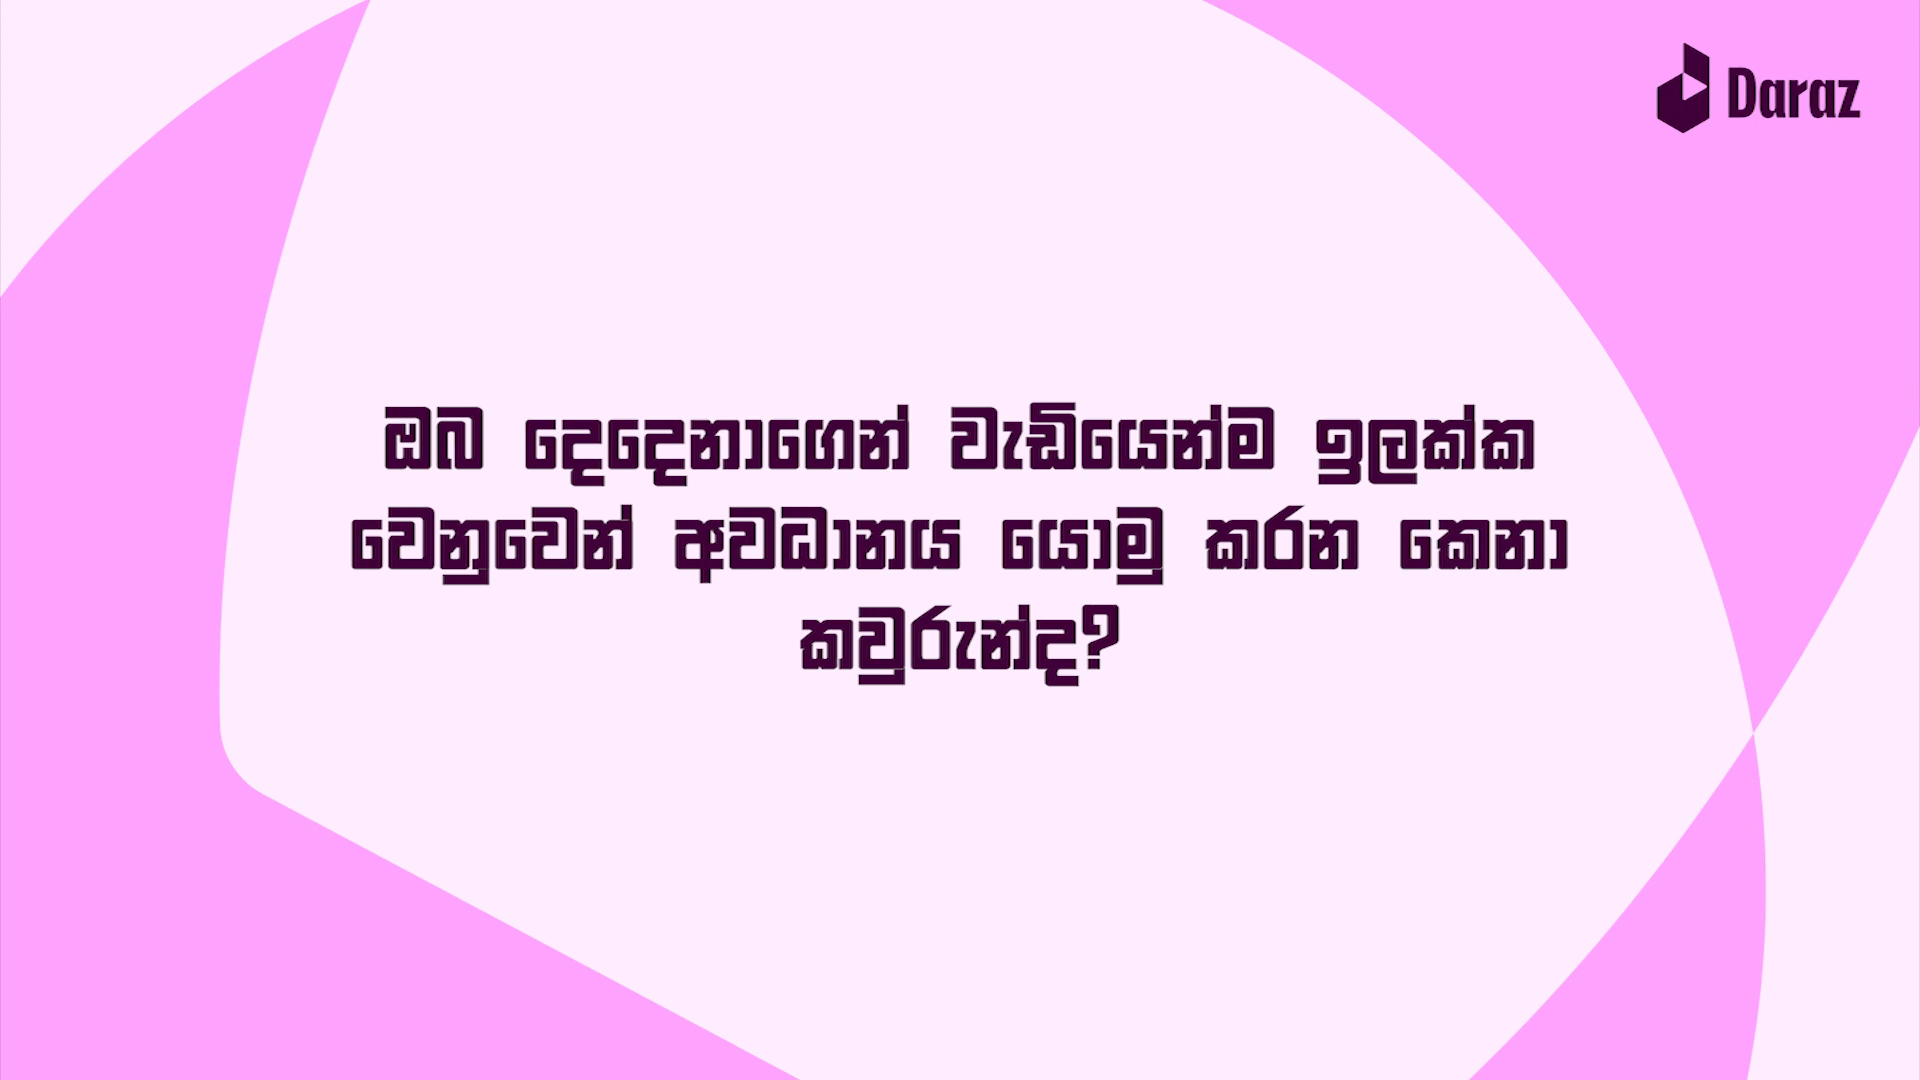 Daraz
ඔබ දෙදෙනාගෙන් වැඩියෙන්ම ඉලක්ක
වෙනුවෙන් අවධානය යොමු කරන කෙනා
කවුරුන්ද?